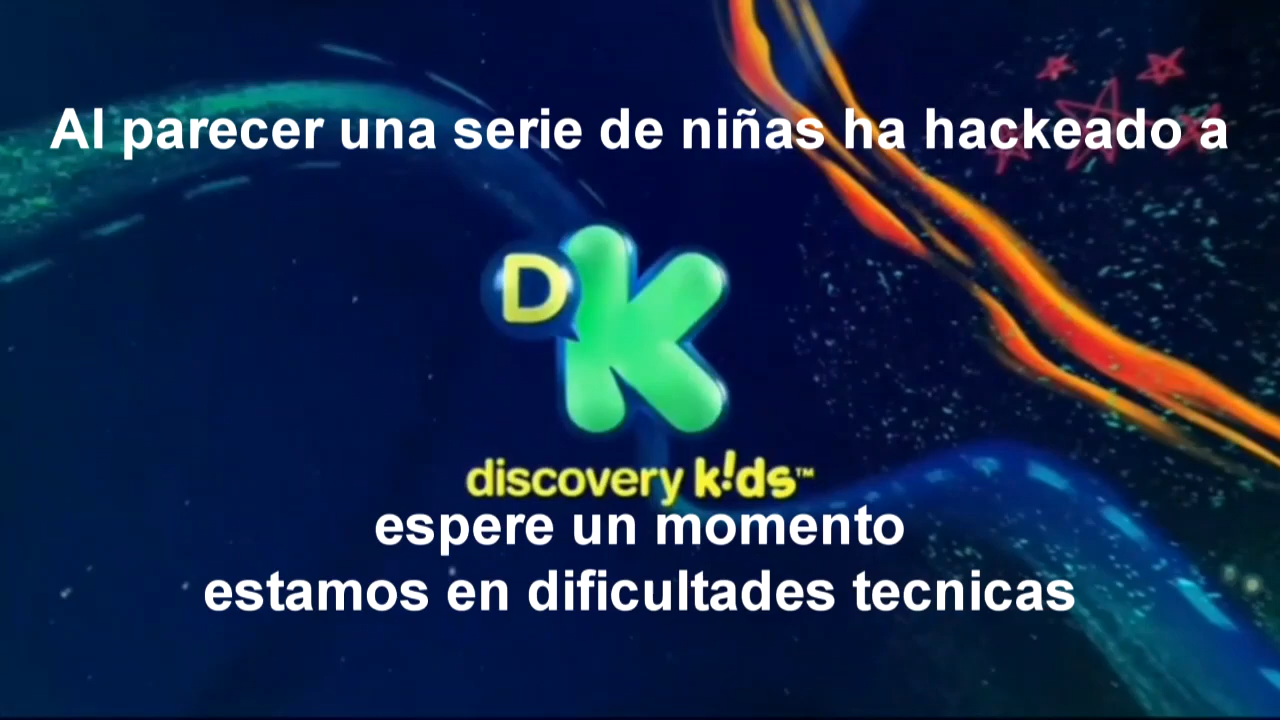 Al parecer una serie de niñas ha hackeado a
DK
discovery k!ds™
espere un momento
estamos en dificultades tecnicas